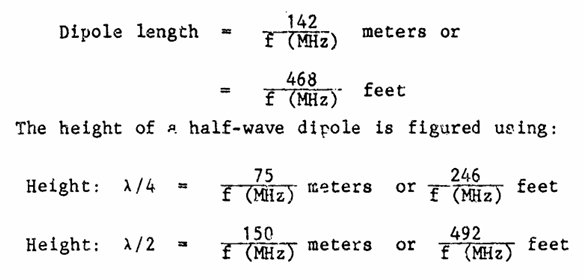 Dipole length = 142 / f (MHz) meters or
= 468 / f (MHz) feet
The height of a half-wave dipole is figured using:
Height: λ/4 = 75 / f (MHz) meters or 246 / f (MHz) feet
Height: λ/2 = 150 / f (MHz) meters or 492 / f (MHz) feet